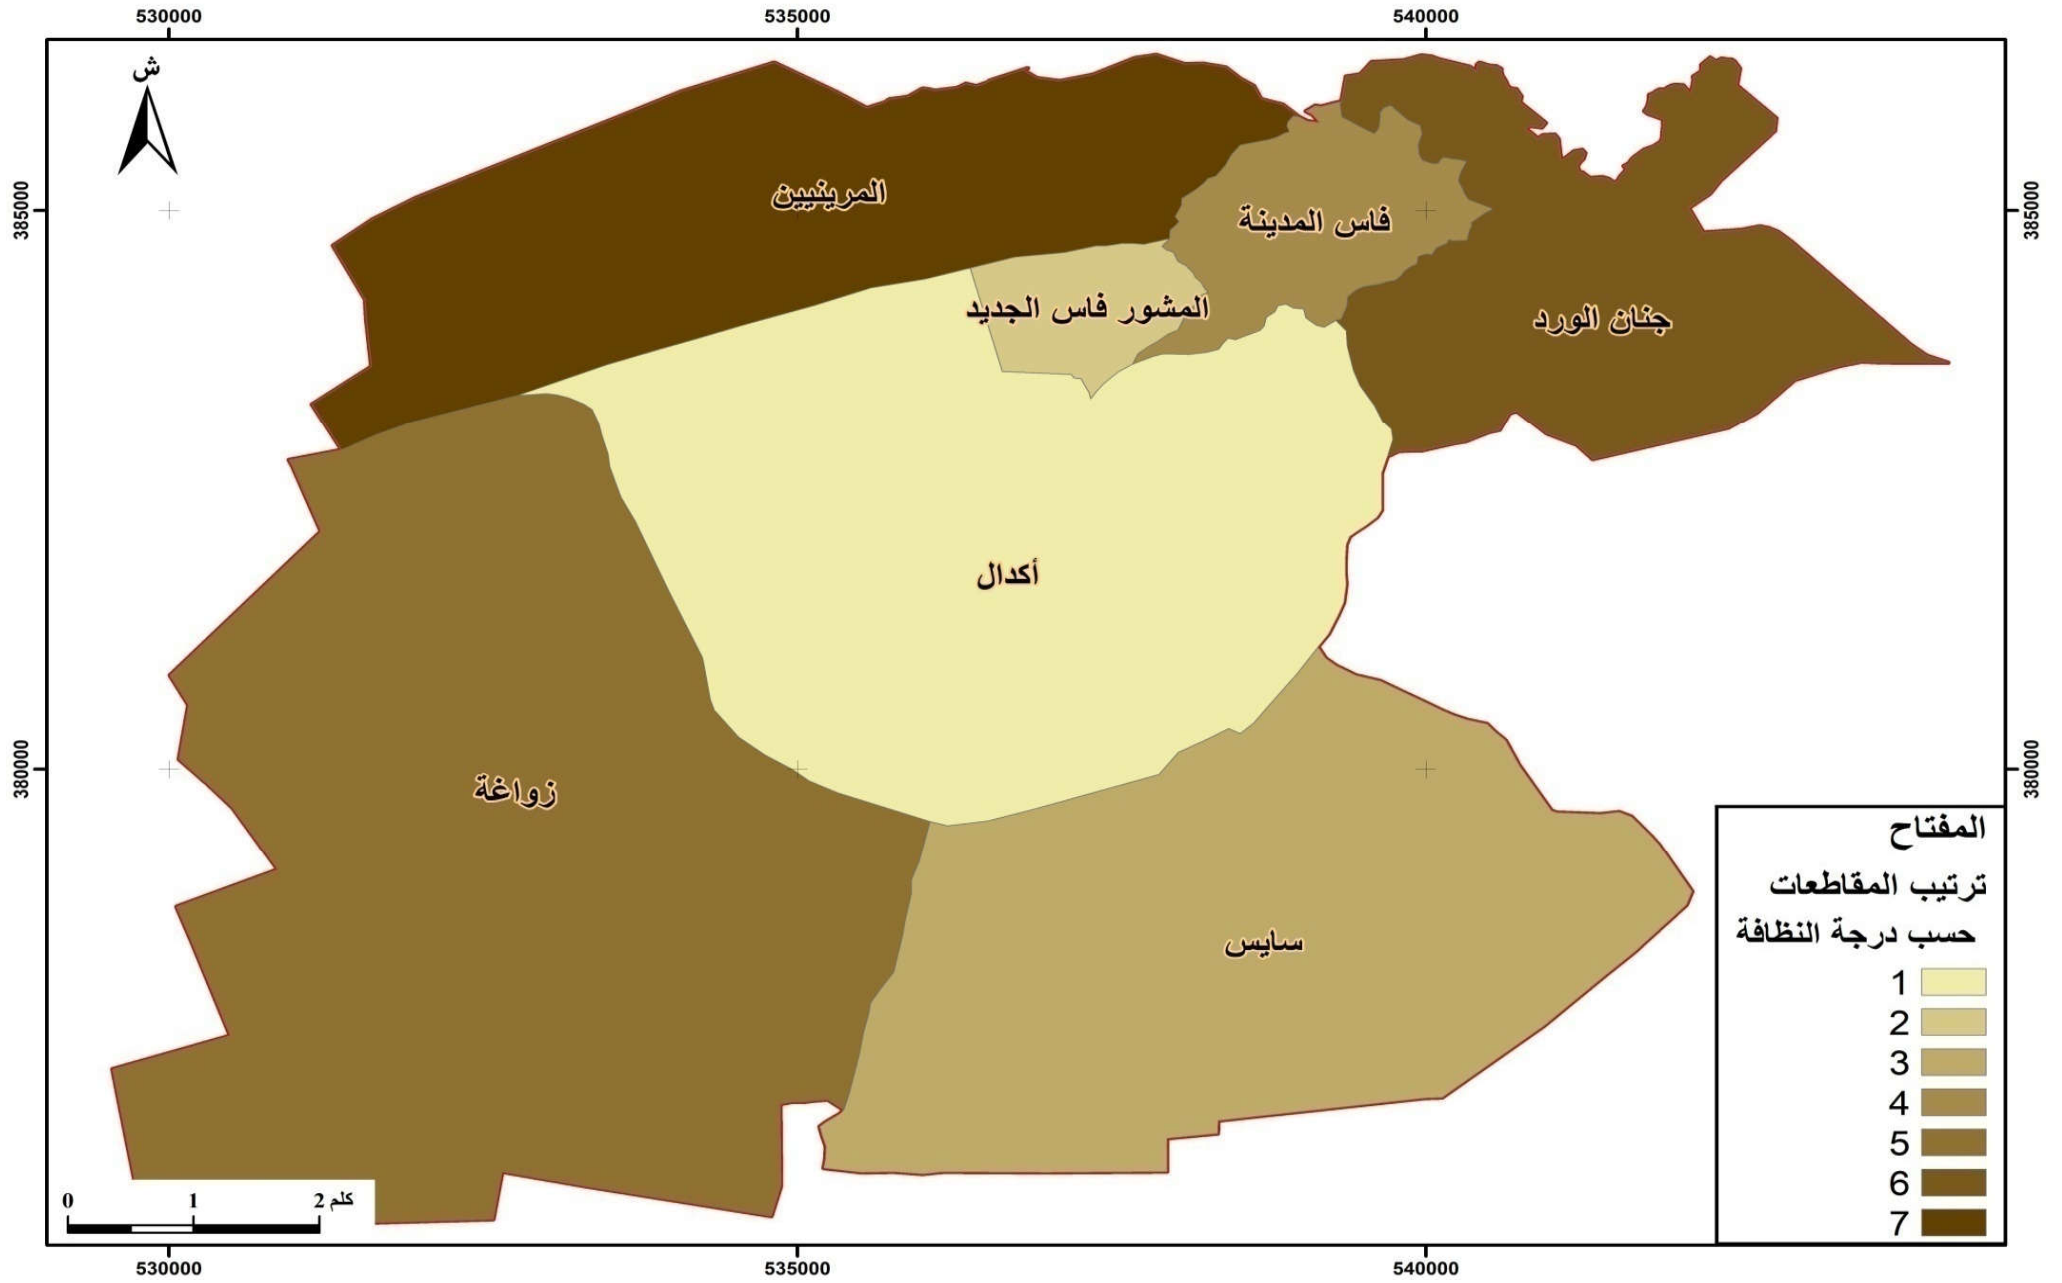 530000
535000
540000
ش
385000
385000
المرينيين
فاس المدينة
المشور فاس الجديد
جنان الورد
أكدال
380000
380000
زواغة
سايس
المفتاح
ترتيب المقاطعات
حسب درجة النظافة
1
2
3
4
5
6
7
0 1 2 كلم
530000
535000
540000